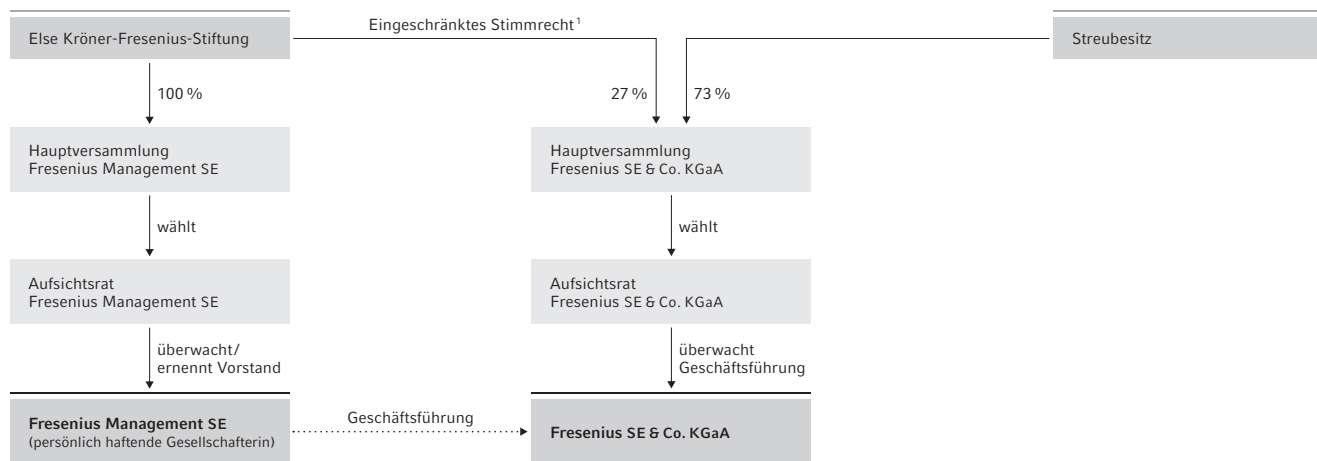 Else Kröner-Fresenius-Stiftung
Eingeschränktes Stimmrecht¹
Streubesitz
100 %
27 %
73 %
Hauptversammlung
Fresenius Management SE
Hauptversammlung
Fresenius SE & Co. KGaA
wählt
wählt
Aufsichtsrat
Fresenius Management SE
Aufsichtsrat
Fresenius SE & Co. KGaA
überwacht/
ernennt Vorstand
überwacht
Geschäftsführung
Fresenius Management SE
(persönlich haftende Gesellschafterin)
Geschäftsführung
Fresenius SE & Co. KGaA